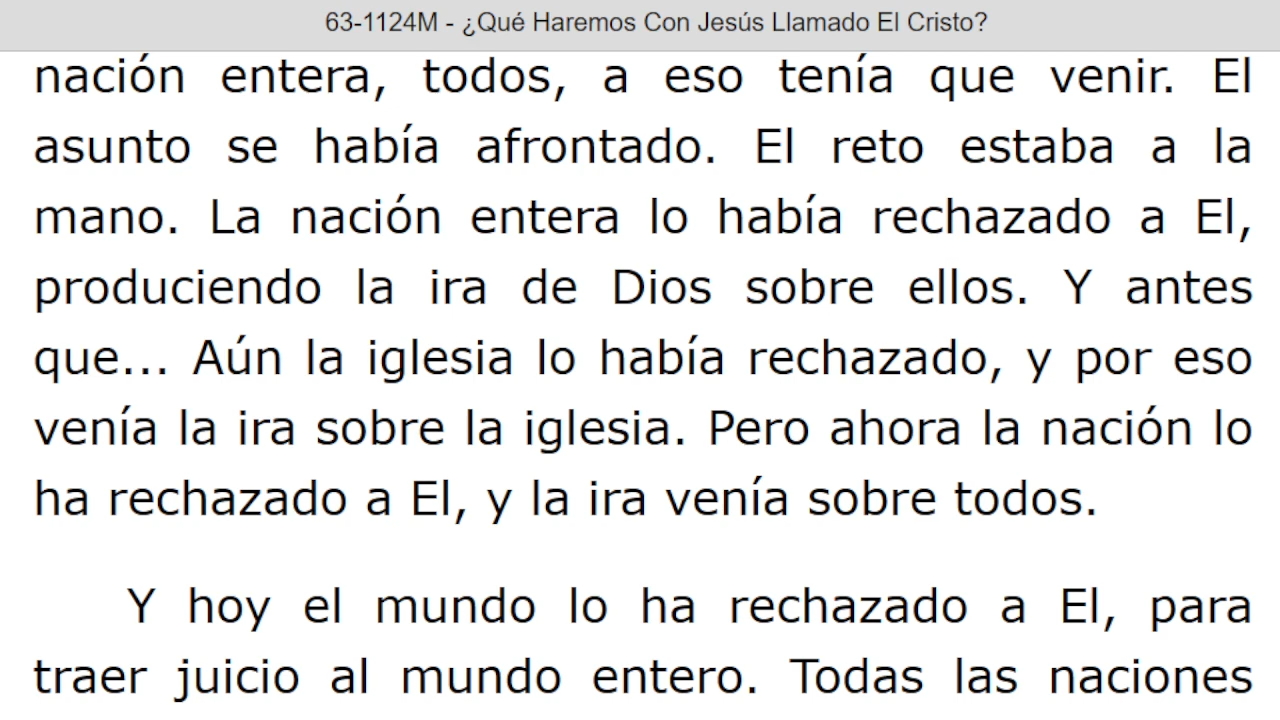 63-1124M - ¿Qué Haremos Con Jesús Llamado El Cristo?
nación entera, todos, a eso tenía que venir. El
asunto se había afrontado. El reto estaba a la
mano. La nación entera lo había rechazado a El,
produciendo la ira de Dios sobre ellos. Y antes
que... Aún la iglesia lo había rechazado, y por eso
venía la ira sobre la iglesia. Pero ahora la nación lo
ha rechazado a El, y la ira venía sobre todos.
Y hoy el mundo lo ha rechazado a El, para
traer juicio al mundo entero. Todas las naciones